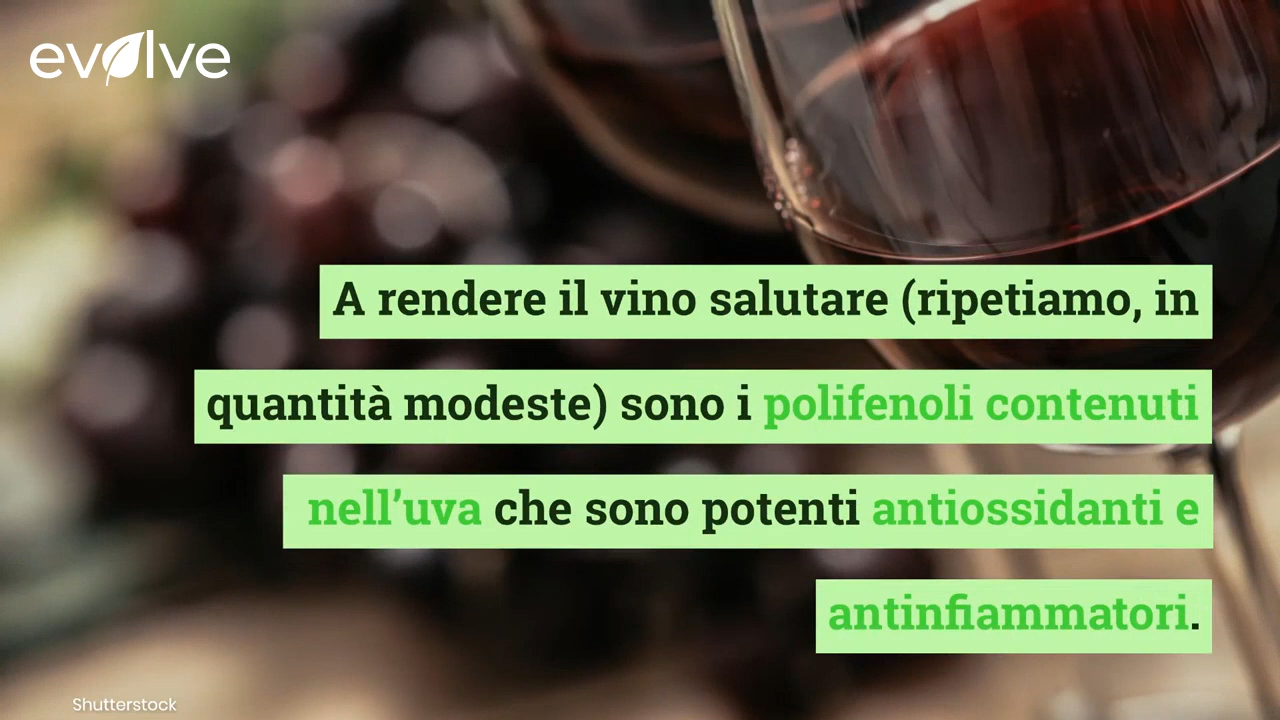 evolve
A rendere il vino salutare (ripetiamo, in
quantità modeste) sono i polifenoli contenuti
nell’uva che sono potenti antiossidanti e
antinfiammatori.
Shutterstock